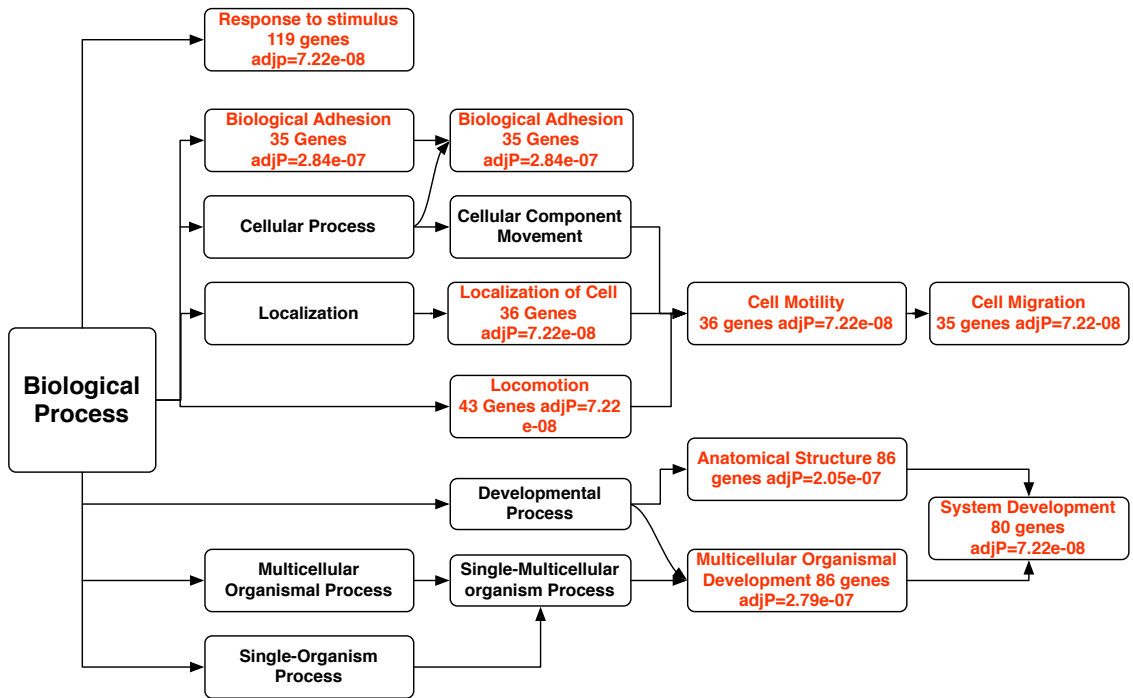 Response to stimulus
119 genes
adjp=7.22e-08
Biological Adhesion
35 Genes
adjP=2.84e-07
Biological Adhesion
35 Genes
adjP=2.84e-07
Cellular Process
Cellular Component
Movement
Localization
Localization of Cell
36 Genes
adjP=7.22e-08
Cell Motility
36 genes adjP=7.22e-08
Cell Migration
35 genes adjP=7.22-08
Biological
Process
Locomotion
43 Genes adjP=7.22
e-08
Developmental
Process
Anatomical Structure 86
genes adjP=2.05e-07
System Development
80 genes
adjP=7.22e-08
Multicellular
Organismal Process
Single-Multicellular
organism Process
Multicellular Organismal
Development 86 genes
adjP=2.79e-07
Single-Organism
Process